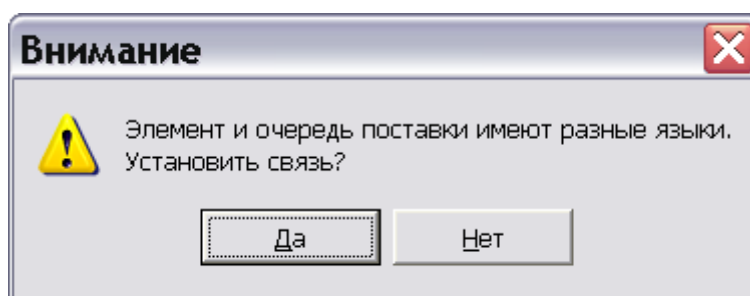 Внимание
Элемент и очередь поставки имеют разные языки.
Установить связь?
Да
Нет